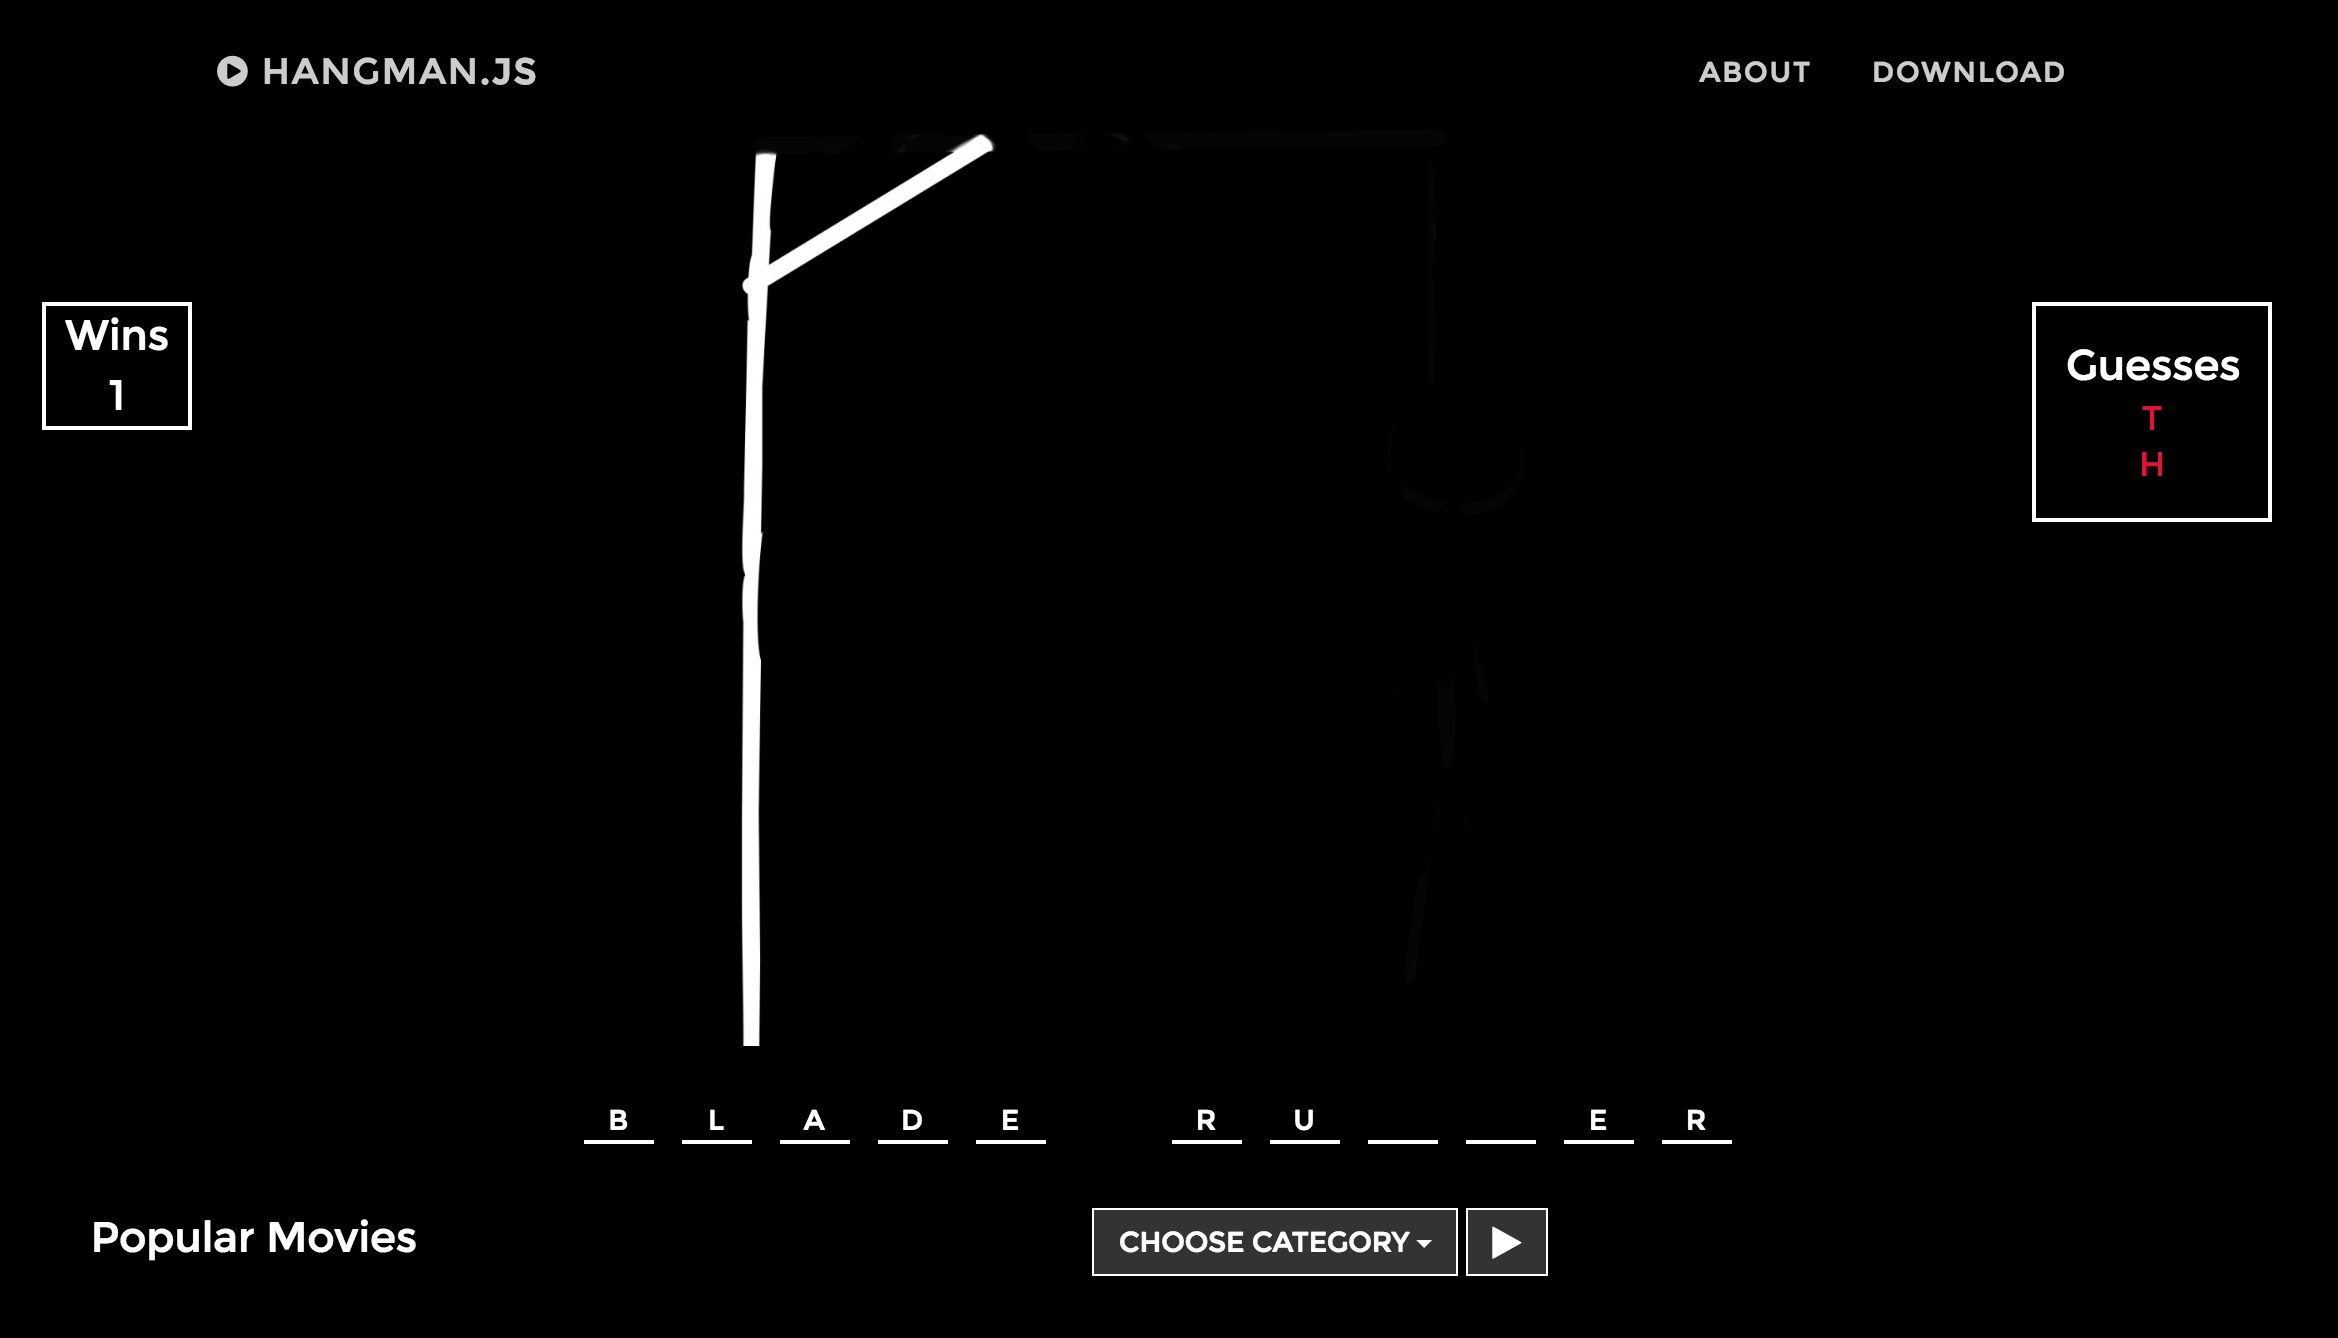 HANGMAN.JS
ABOUT DOWNLOAD
Wins
1
Guesses
T
H
B L A D E R U _ _ E R
Popular Movies
CHOOSE CATEGORY